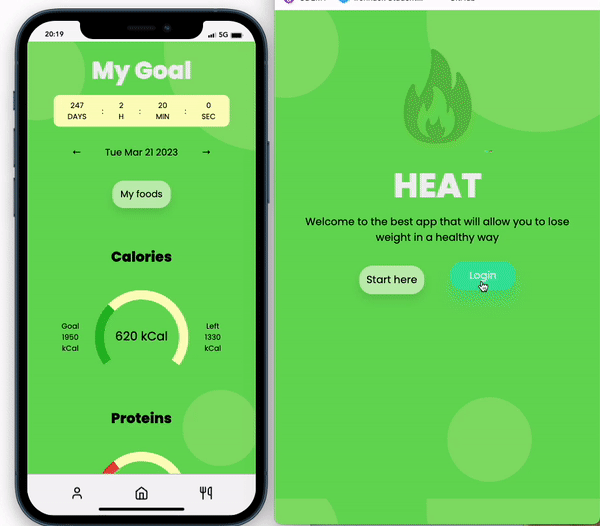 20:19
5G
My Goal
247 : 2 : 20 : 0
DAYS H MIN SEC
← Tue Mar 21 2023 →
My foods
Calories
Goal
1950
kCal
620 kCal
Left
1330
kCal
Proteins
HEAT
Welcome to the best app that will allow you to lose
weight in a healthy way
Start here
Login